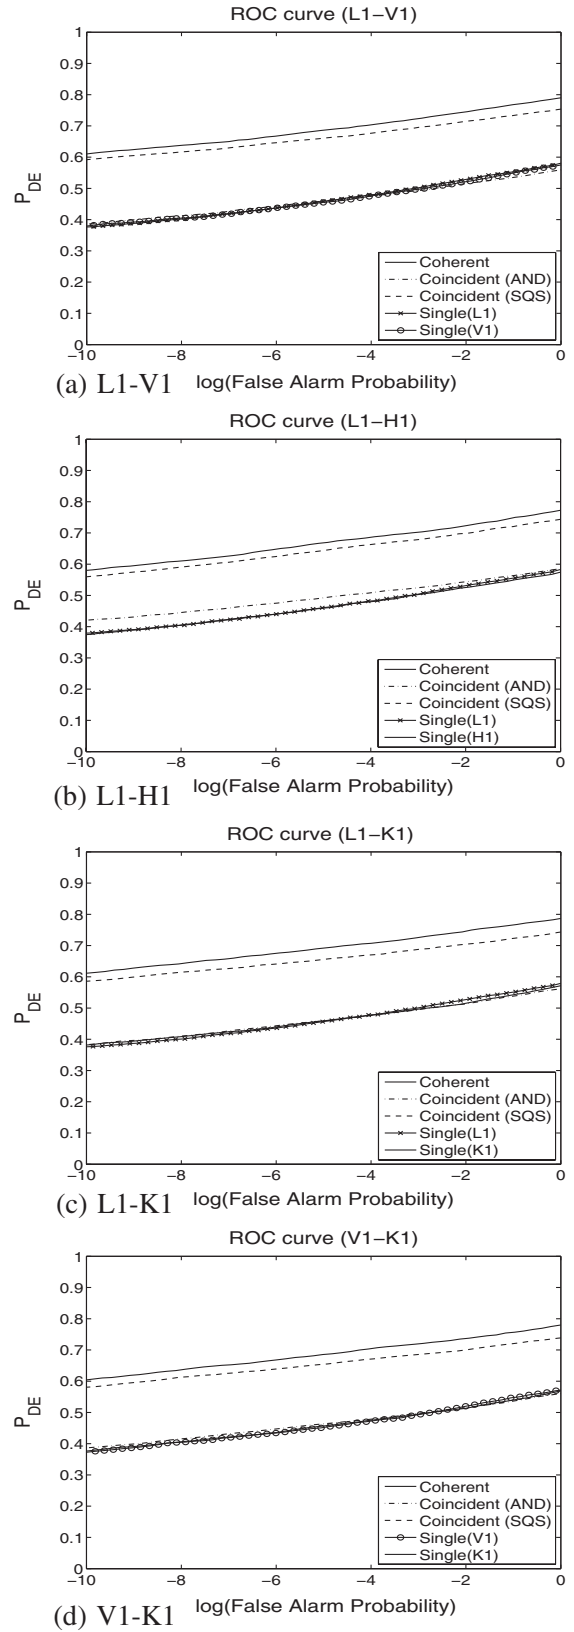 ROC curve (L1−V1)
1
0.9
0.8
0.7
0.6
0.5
0.4
0.3
0.2
0.1
0
P_DE
Coherent
Coincident (AND)
Coincident (SQS)
Single(L1)
Single(V1)
−10 −8 −6 −4 −2 0
(a) L1-V1 log(False Alarm Probability)
ROC curve (L1−H1)
1
0.9
0.8
0.7
0.6
0.5
0.4
0.3
0.2
0.1
0
P_DE
Coherent
Coincident (AND)
Coincident (SQS)
Single(L1)
Single(H1)
−10 −8 −6 −4 −2 0
(b) L1-H1 log(False Alarm Probability)
ROC curve (L1−K1)
1
0.9
0.8
0.7
0.6
0.5
0.4
0.3
0.2
0.1
0
P_DE
Coherent
Coincident (AND)
Coincident (SQS)
Single(L1)
Single(K1)
−10 −8 −6 −4 −2 0
(c) L1-K1 log(False Alarm Probability)
ROC curve (V1−K1)
1
0.9
0.8
0.7
0.6
0.5
0.4
0.3
0.2
0.1
0
P_DE
Coherent
Coincident (AND)
Coincident (SQS)
Single(V1)
Single(K1)
−10 −8 −6 −4 −2 0
(d) V1-K1 log(False Alarm Probability)